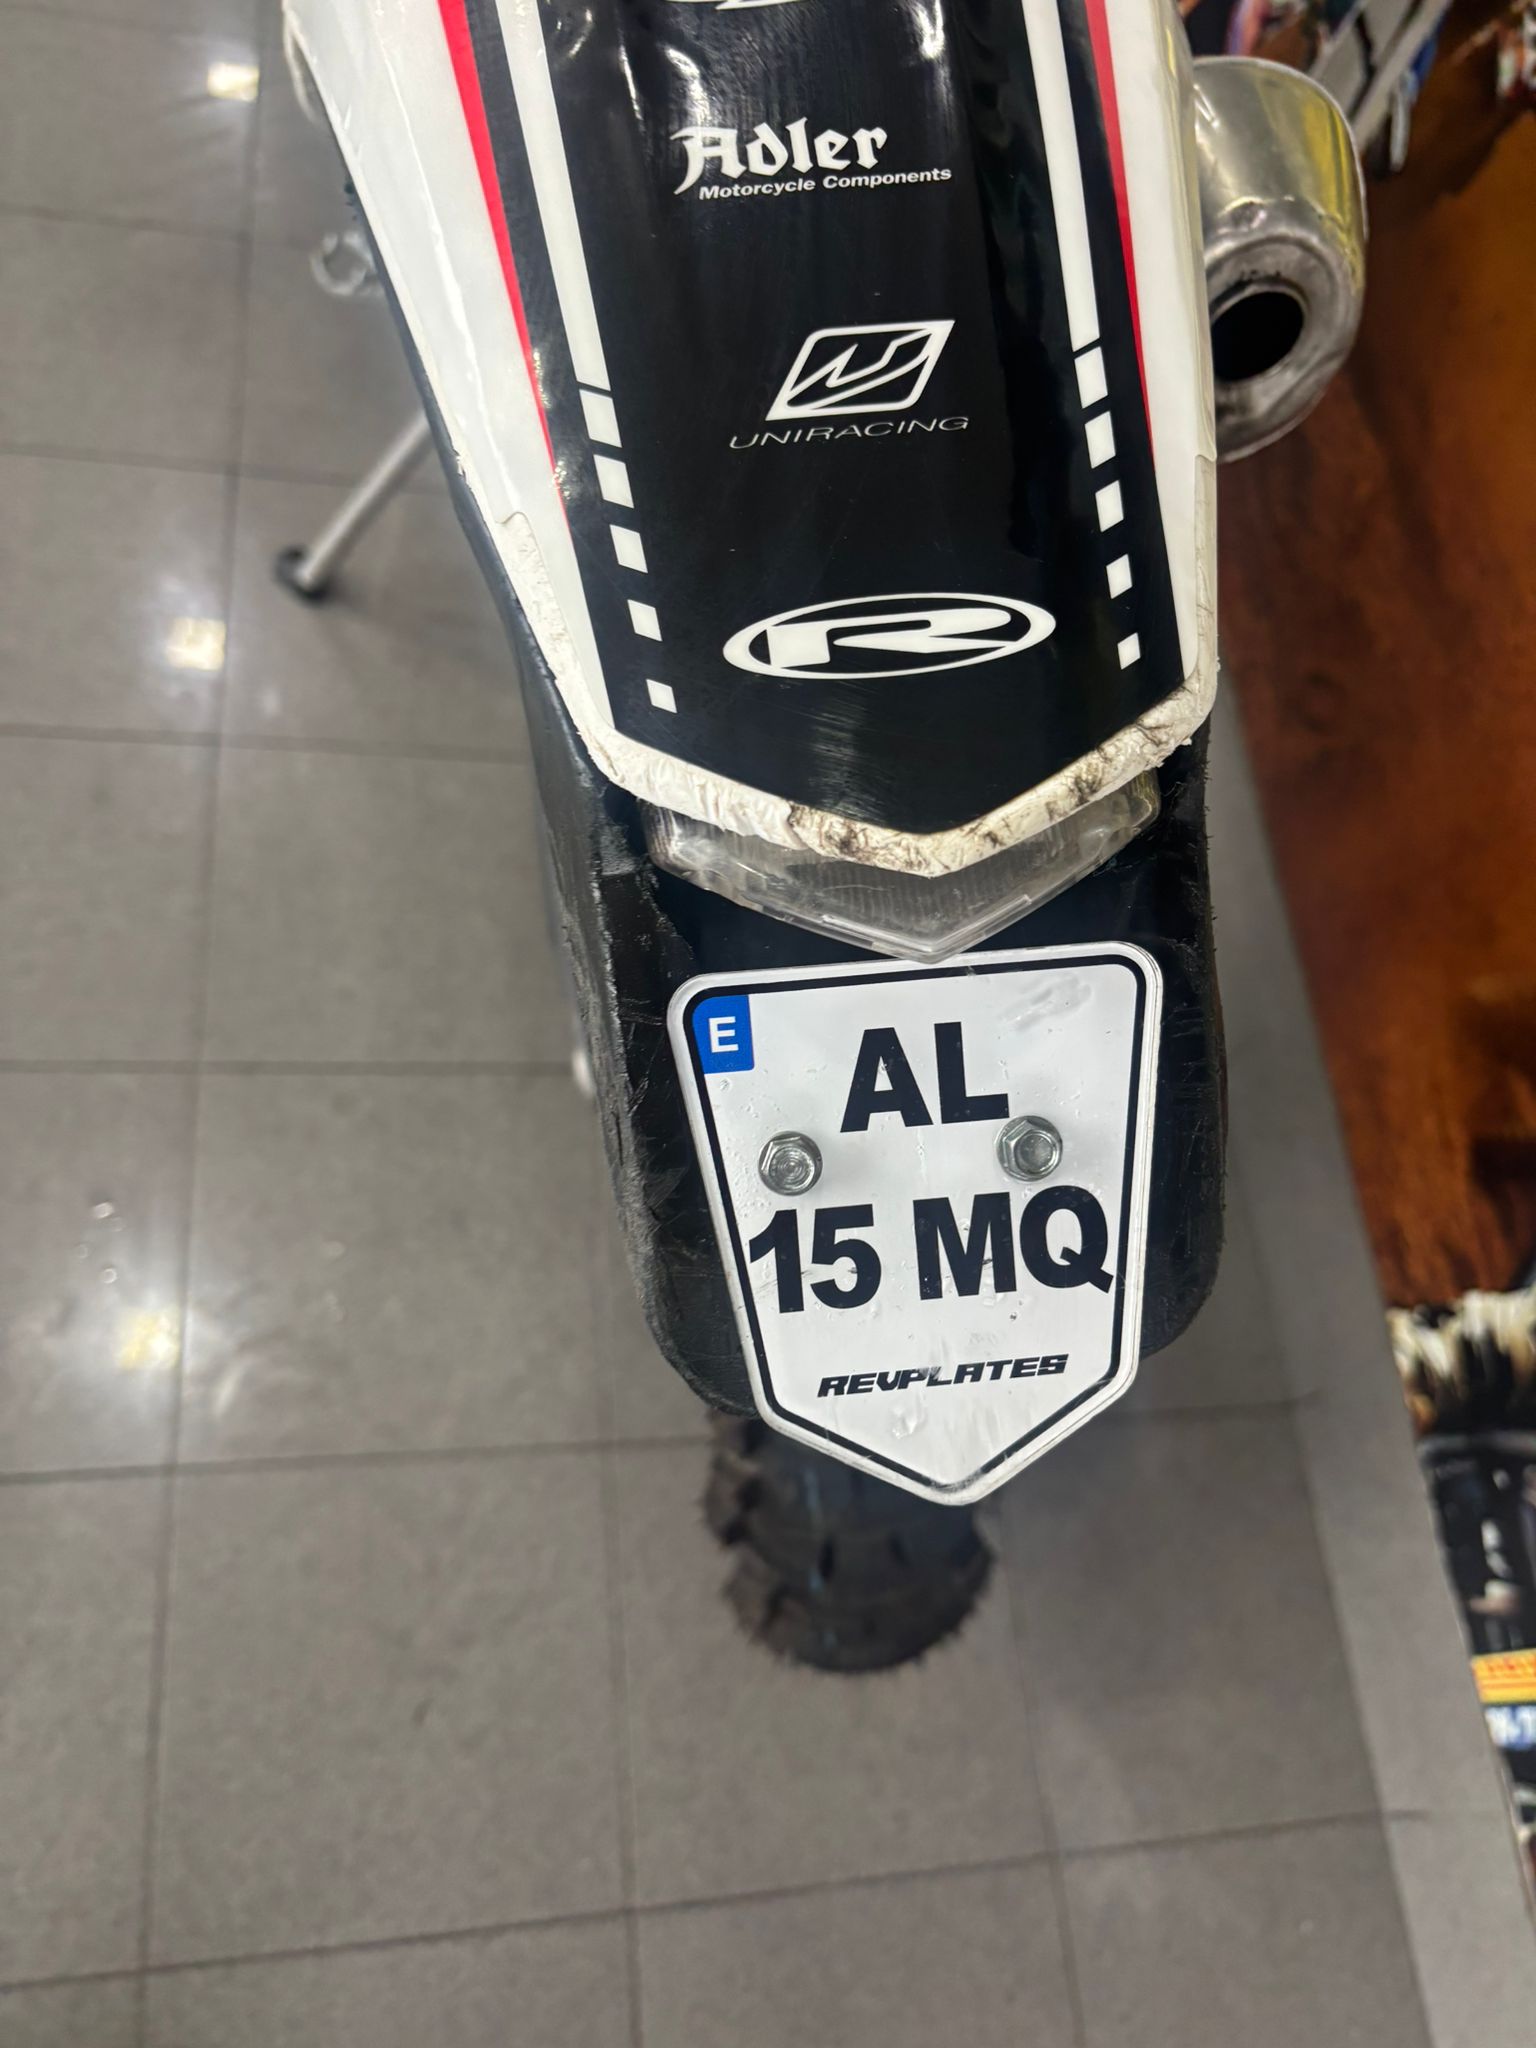 Adler
Motorcycle Components
UNIRACING
R
E
AL
15 MQ
REVPLATES